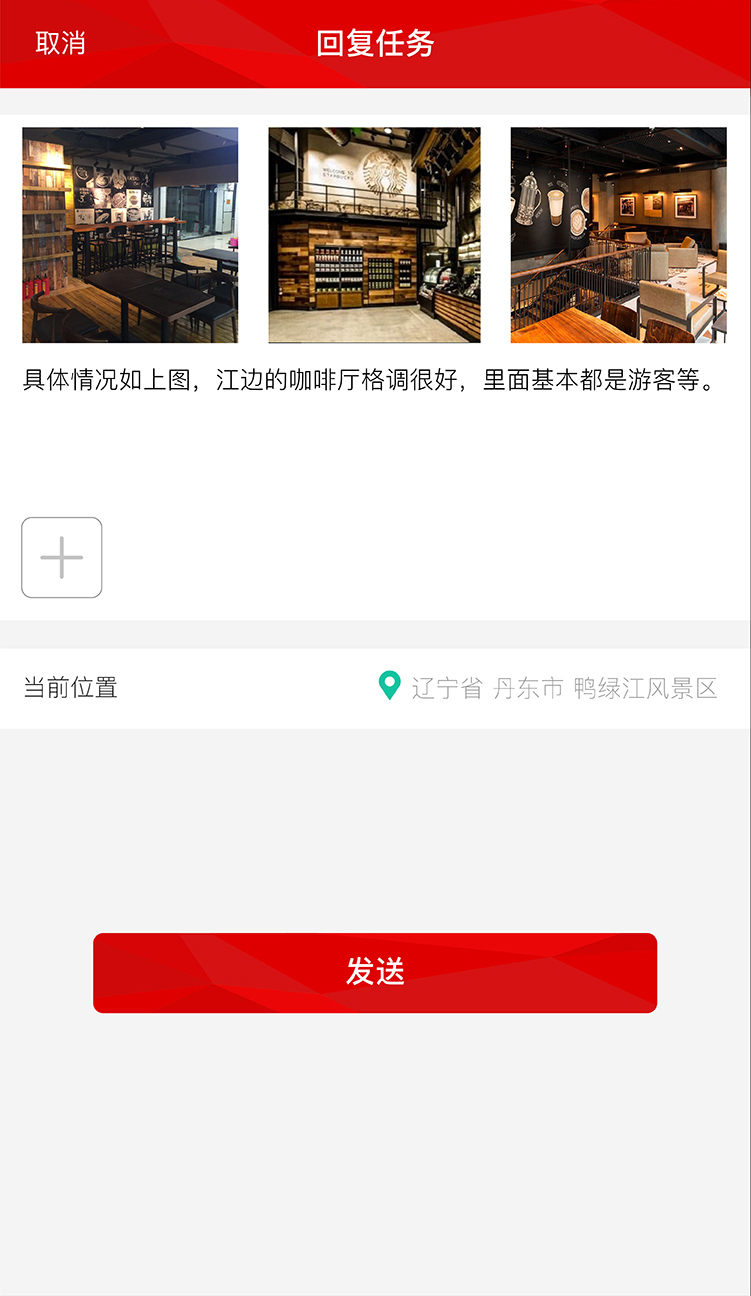 取消
回复任务
WELCOME TO
STARBUCKS
具体情况如上图，江边的咖啡厅格调很好，里面基本都是游客等。
当前位置
辽宁省 丹东市 鸭绿江风景区
发送